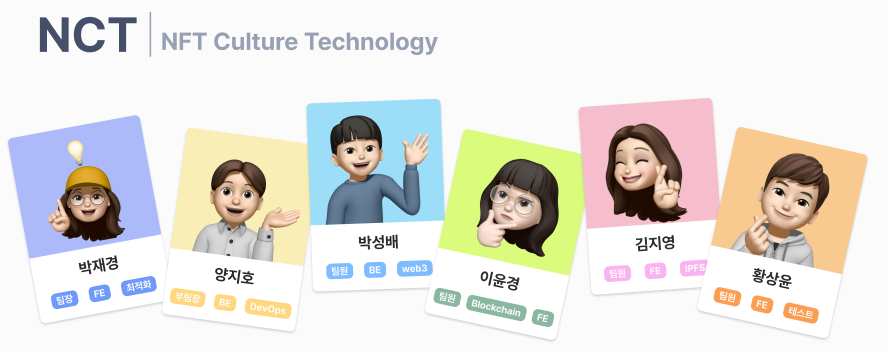 NCT
NFT Culture Technology
박재경
팀장 FE 최적화
양지호
부팀장 BE DevOps
박성배
팀원 BE web3
이윤경
팀원 Blockchain FE
김지영
팀원 FE IPFS
황상윤
팀원 FE 테스트